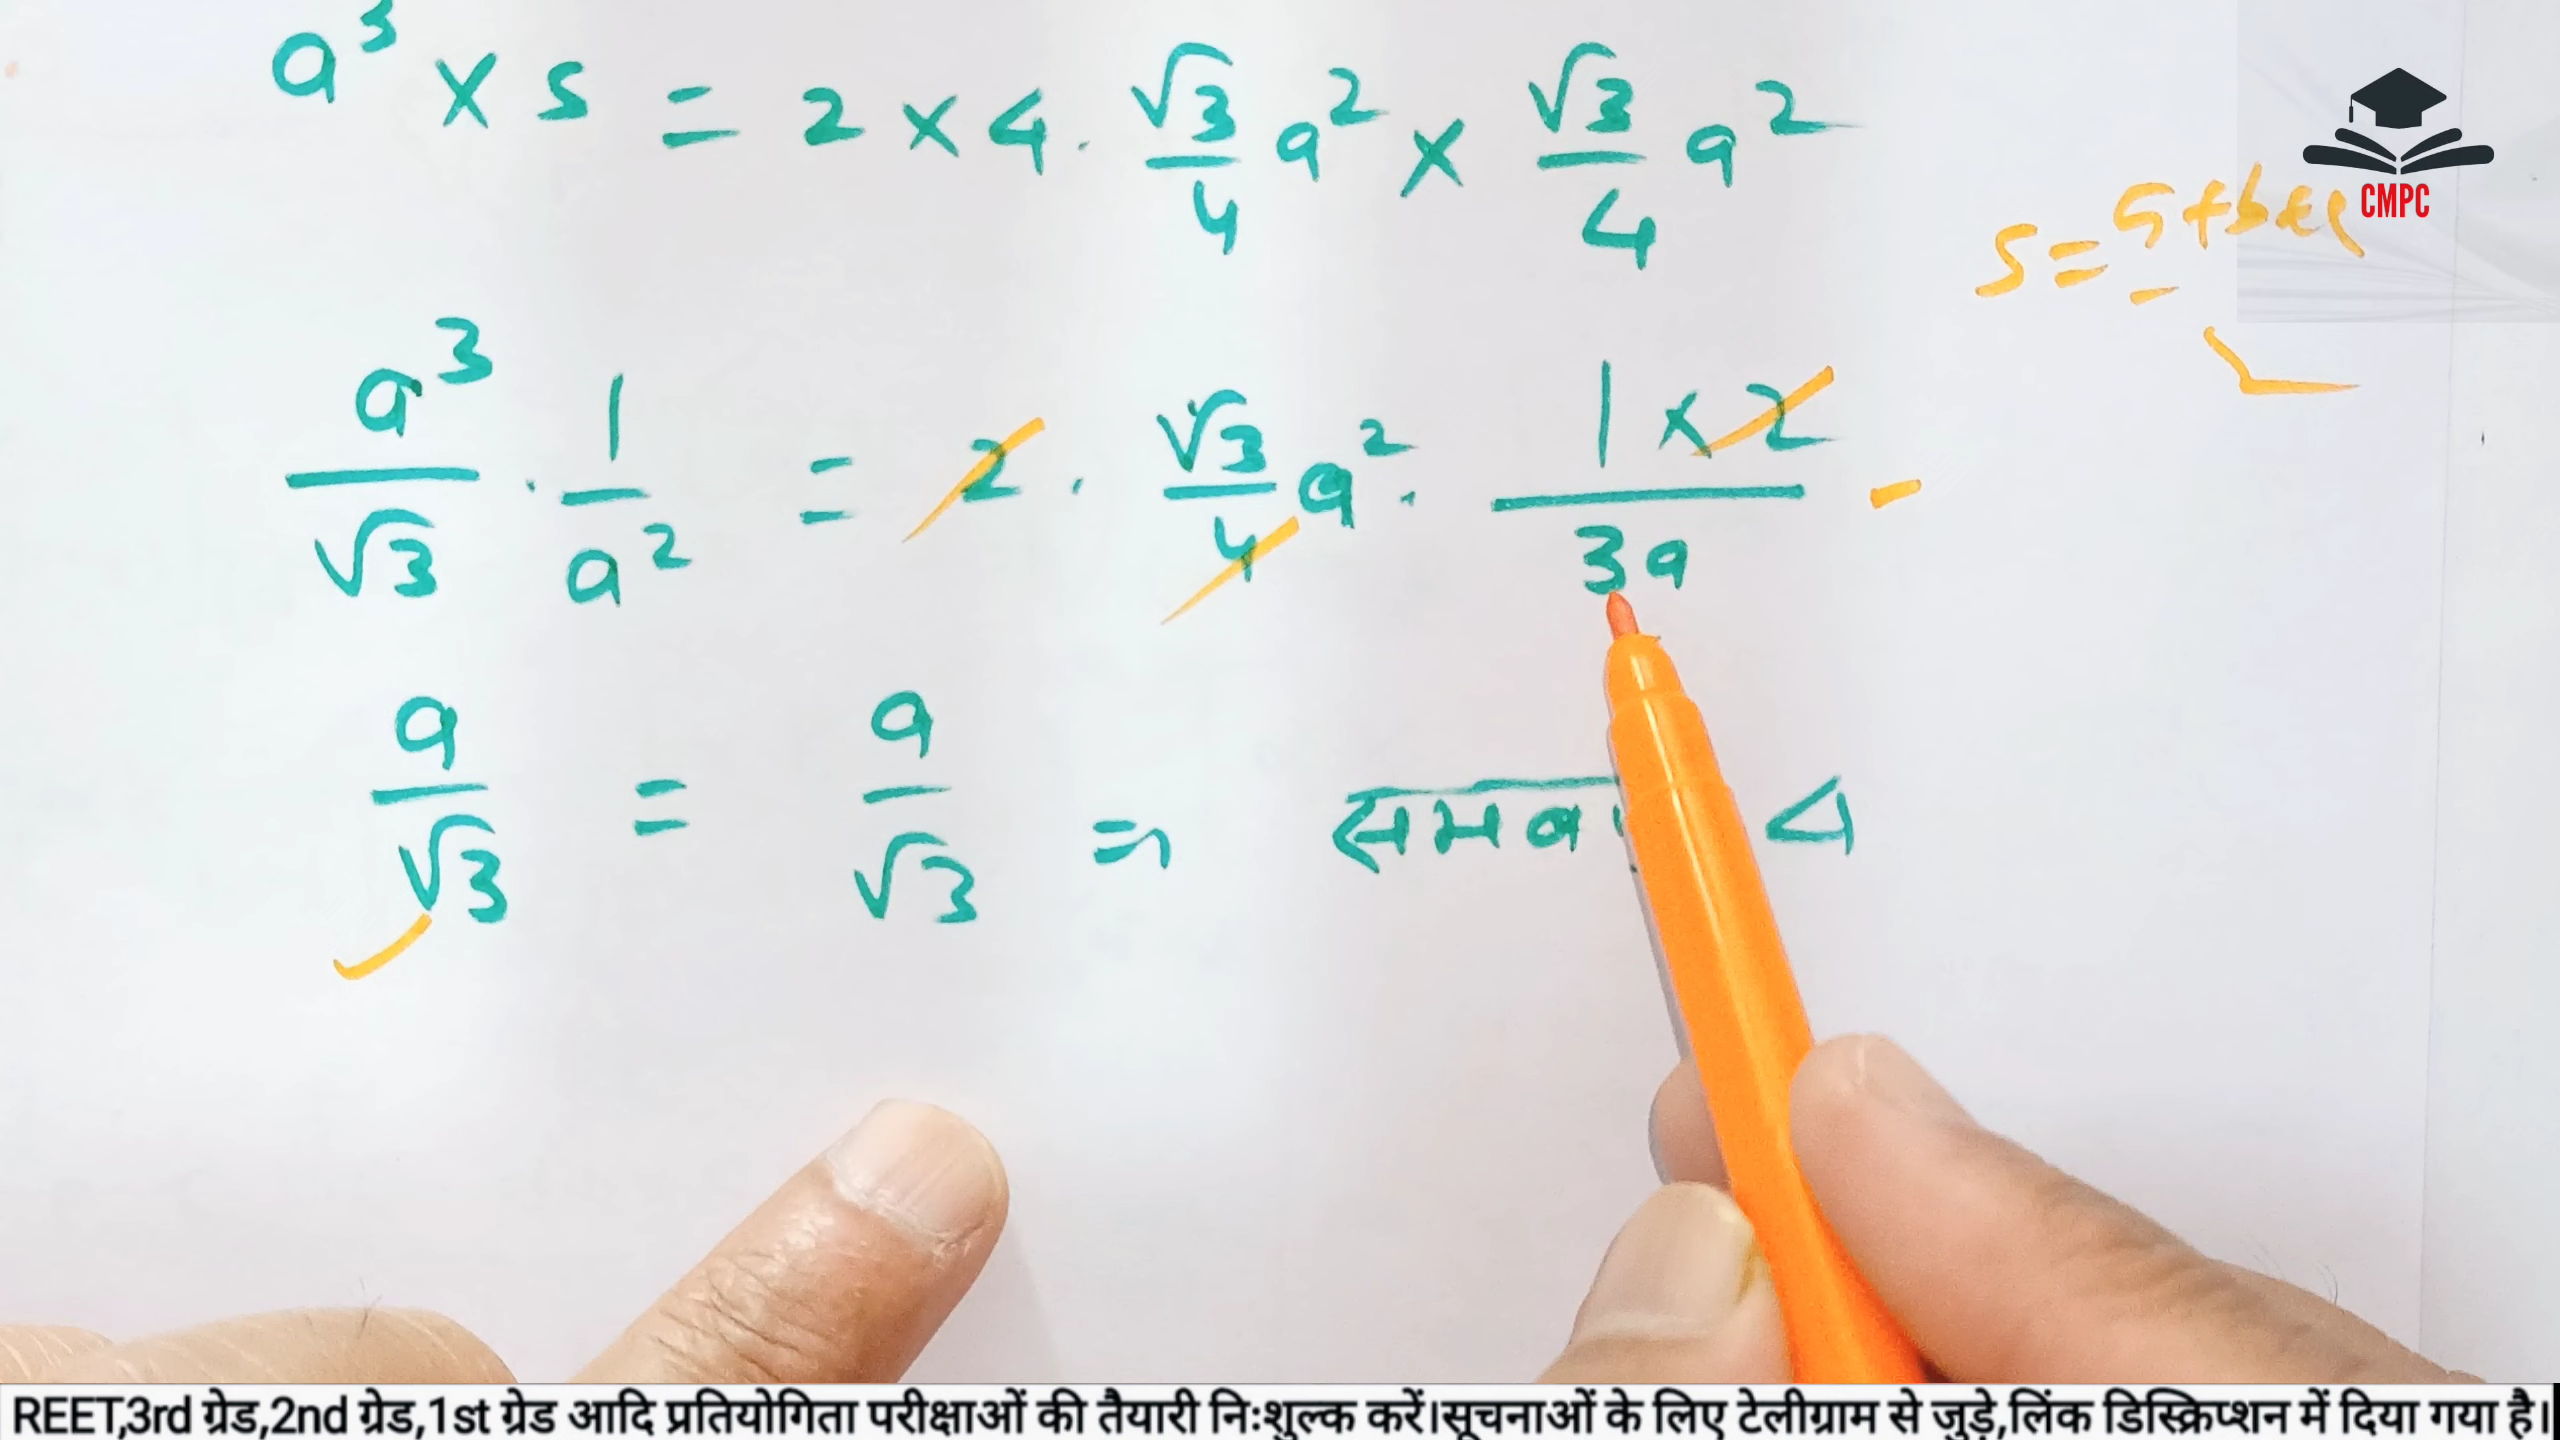 a³ × s = 2 × 4 . √3/4 a² × √3/4 a²
CMPC
s =
a³/√3 . 1/a² = 2 . √3/4 a² . 1 × 2/3a -
a/√3 = a/√3 =
REET,3rd ग्रेड,2nd ग्रेड,1st ग्रेड आदि प्रतियोगिता परीक्षाओं की तैयारी निःशुल्क करें।सूचनाओं के लिए टेलीग्राम से जुड़े,लिंक डिस्क्रिप्शन में दिया गया है।